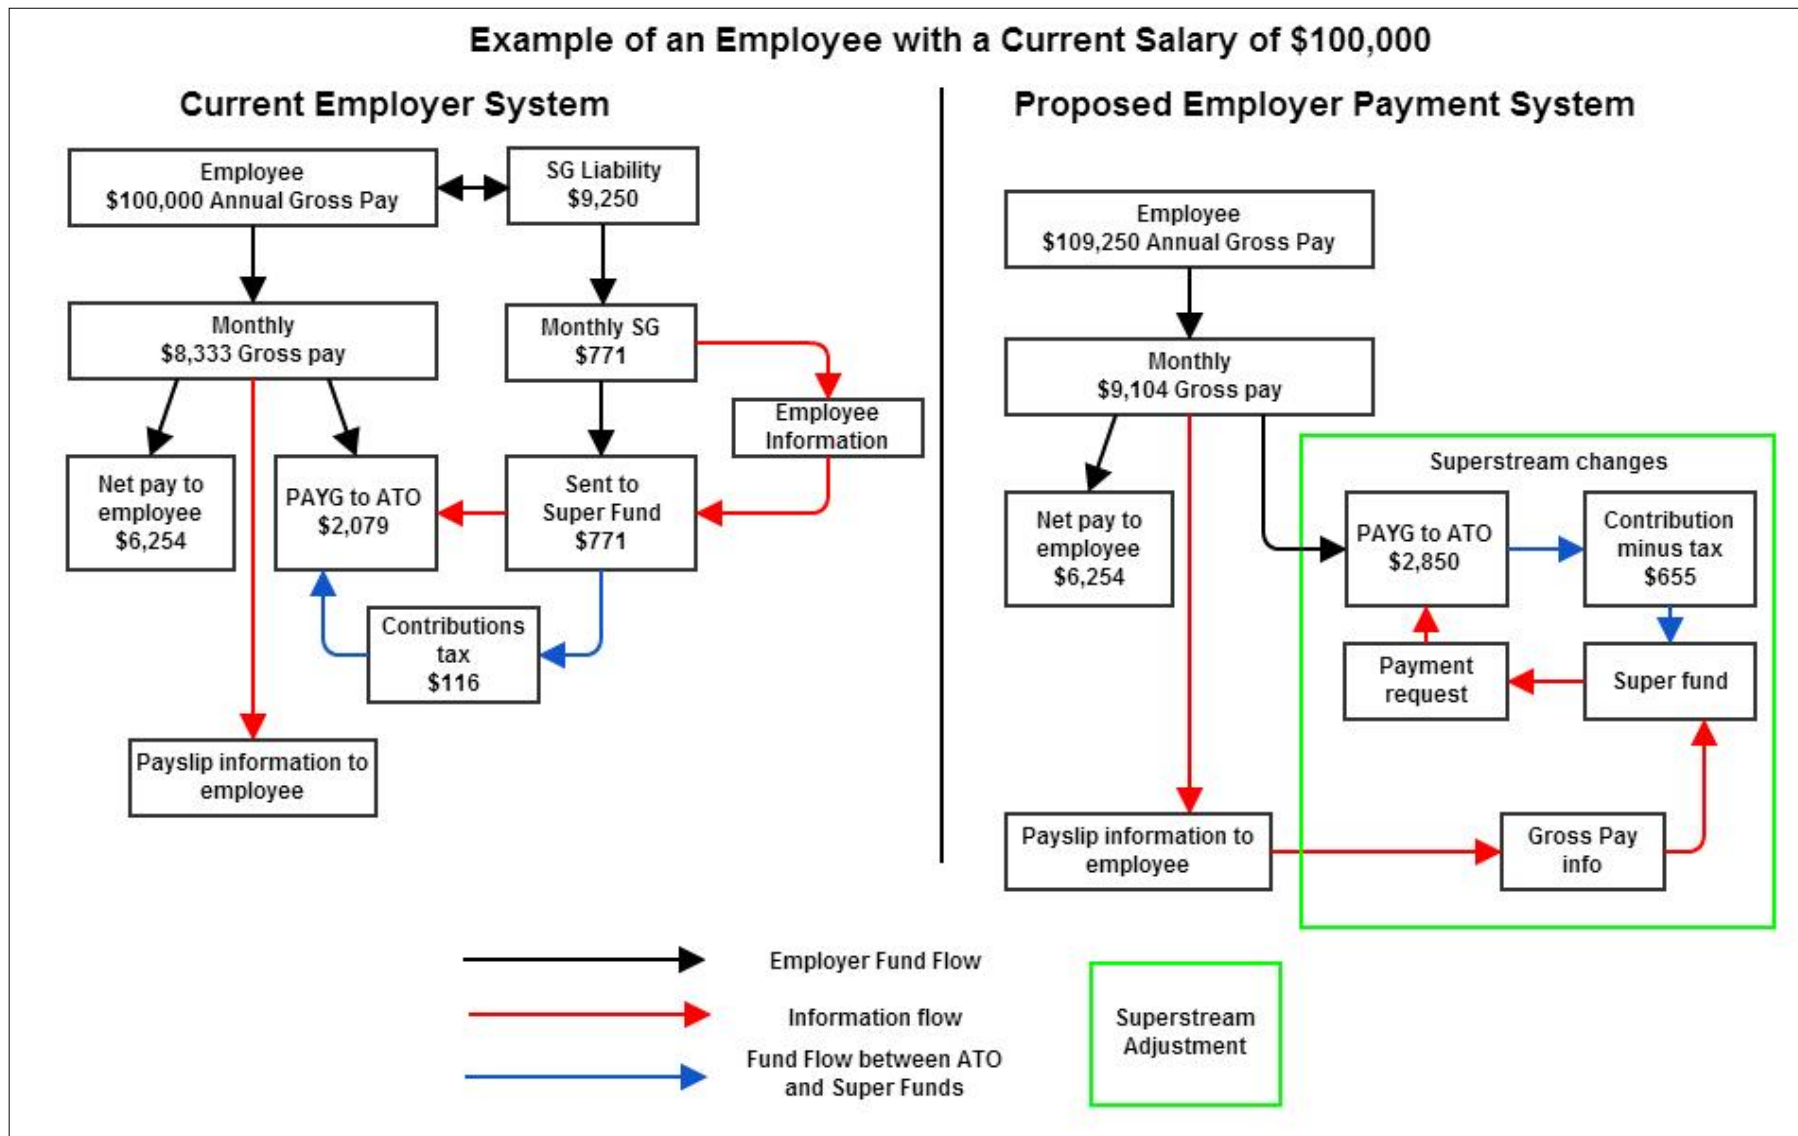 Example of an Employee with a Current Salary of $100,000
Current Employer System
Employee
$100,000 Annual Gross Pay
SG Liability
$9,250
Monthly
$8,333 Gross pay
Monthly SG
$771
Employee
Information
Net pay to
employee
$6,254
PAYG to ATO
$2,079
Sent to
Super Fund
$771
Contributions
tax
$116
Payslip information to
employee
Proposed Employer Payment System
Employee
$109,250 Annual Gross Pay
Monthly
$9,104 Gross pay
Superstream changes
Net pay to
employee
$6,254
PAYG to ATO
$2,850
Contribution
minus tax
$655
Payment
request
Super fund
Payslip information to
employee
Gross Pay
info
Employer Fund Flow
Information flow
Fund Flow between ATO
and Super Funds
Superstream
Adjustment